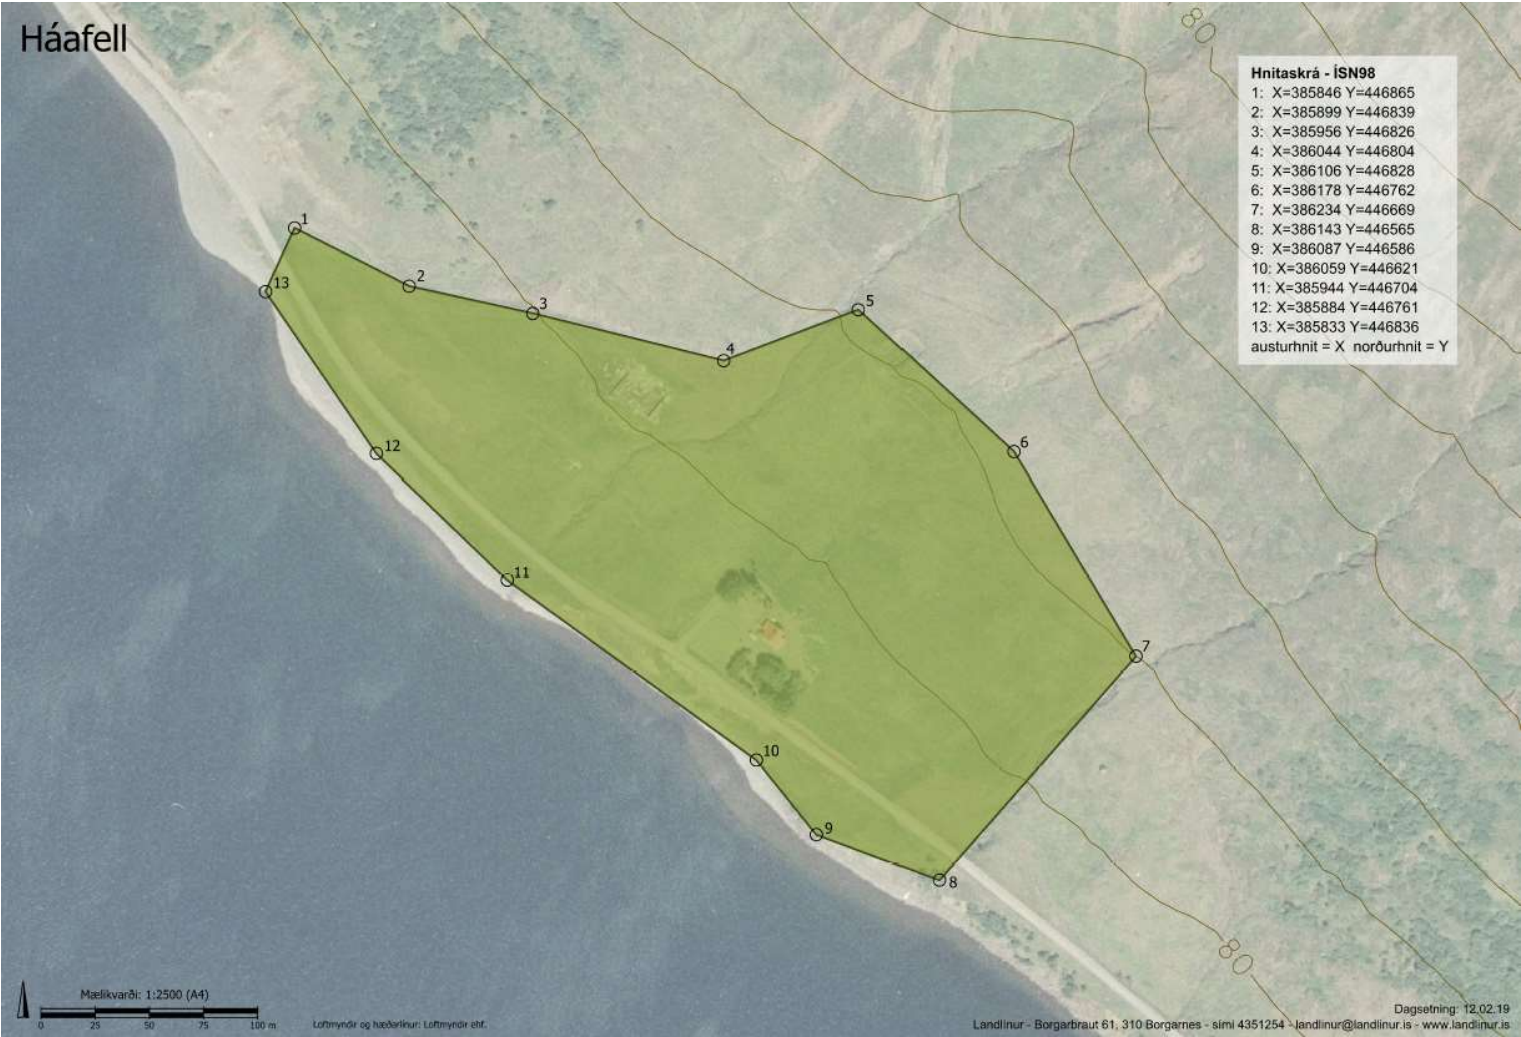 Háafell
80
Hnitaskrá - ÍSN98
1: X=385846 Y=446865
2: X=385899 Y=446839
3: X=385956 Y=446826
4: X=386044 Y=446804
5: X=386106 Y=446828
6: X=386178 Y=446762
7: X=386234 Y=446669
8: X=386143 Y=446565
9: X=386087 Y=446586
10: X=386059 Y=446621
11: X=385944 Y=446704
12: X=385884 Y=446761
13: X=385833 Y=446836
austurhnit = X norðurhnit = Y
1
2
13
3
5
4
6
12
11
7
10
9
8
80
Mælikvarði: 1:2500 (A4)
0 25 50 75 100 m
Loftmyndir og hæðarlínur: Loftmyndir ehf.
Dagsetning: 12.02.19
Landlínur - Borgarbraut 61, 310 Borgarnes - sími 4351254 - landlinur@landlinur.is - www.landlinur.is